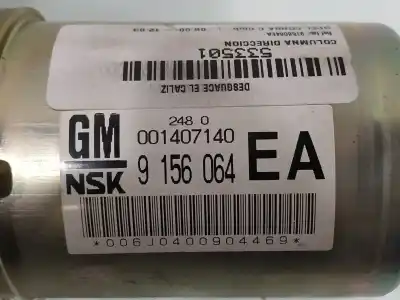 DESGUACE EL CALIZ
533501
COLUMNA DIRECCION
GM
NSK
248 0
001407140
9 156 064
EA
*006J0400904469*